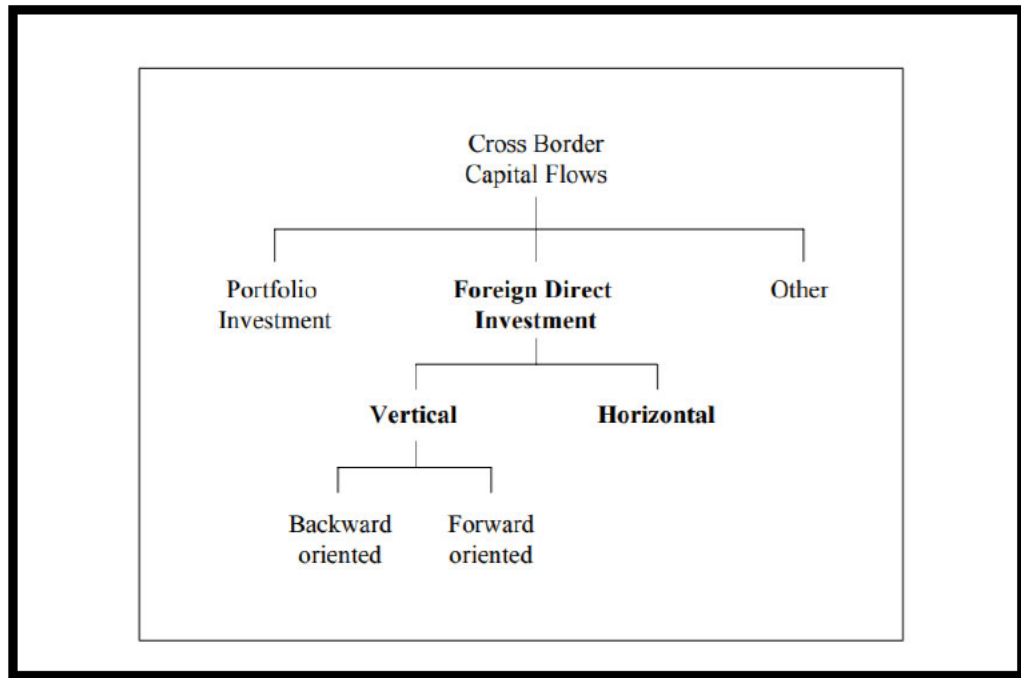 Cross Border
Capital Flows
Portfolio
Investment
Foreign Direct
Investment
Other
Vertical
Horizontal
Backward
oriented
Forward
oriented